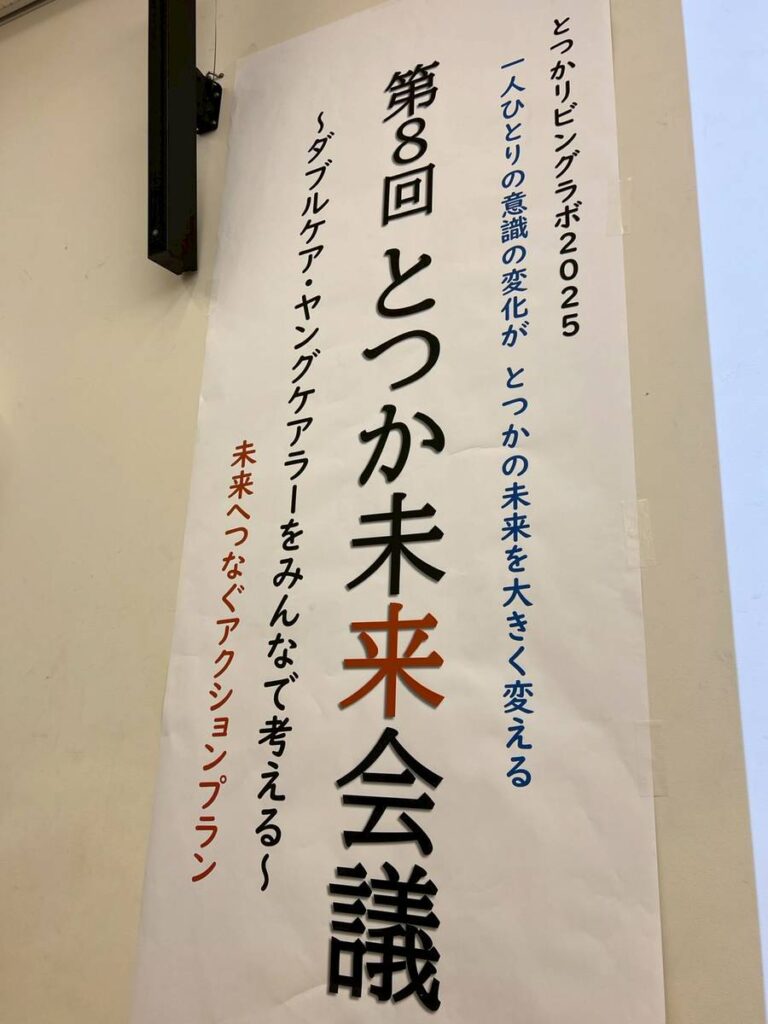 とつかリビングラボ2025
一人ひとりの意識の変化が とつかの未来を大きく変える
第8回 とつか未来会議
～ダブルケア・ヤングケアラーをみんなで考える～
未来へつなぐアクションプラン